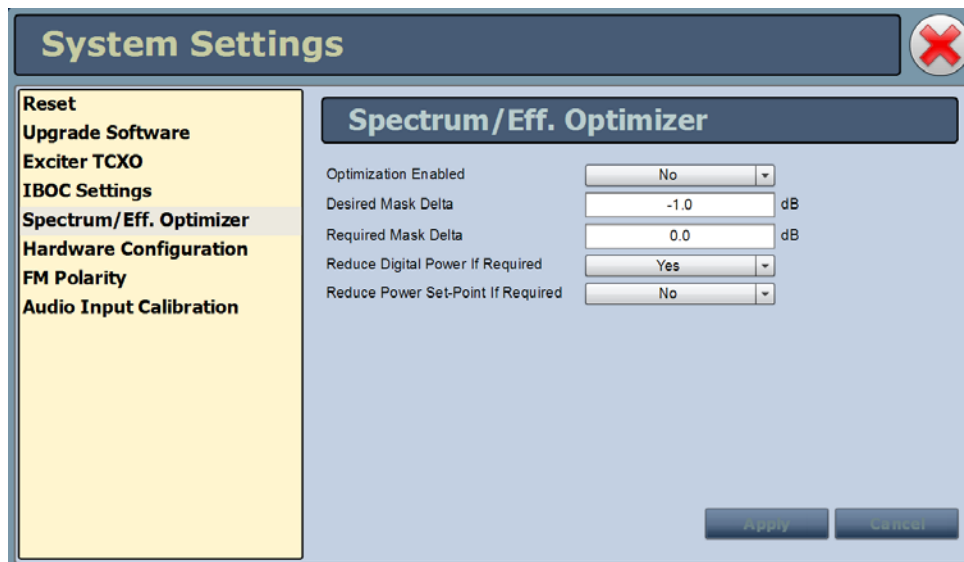 System Settings
Reset
Upgrade Software
Exciter TCXO
IBOC Settings
Spectrum/Eff. Optimizer
Hardware Configuration
FM Polarity
Audio Input Calibration
Spectrum/Eff. Optimizer
Optimization Enabled No
Desired Mask Delta -1.0 dB
Required Mask Delta 0.0 dB
Reduce Digital Power If Required Yes
Reduce Power Set-Point If Required No
Apply Cancel